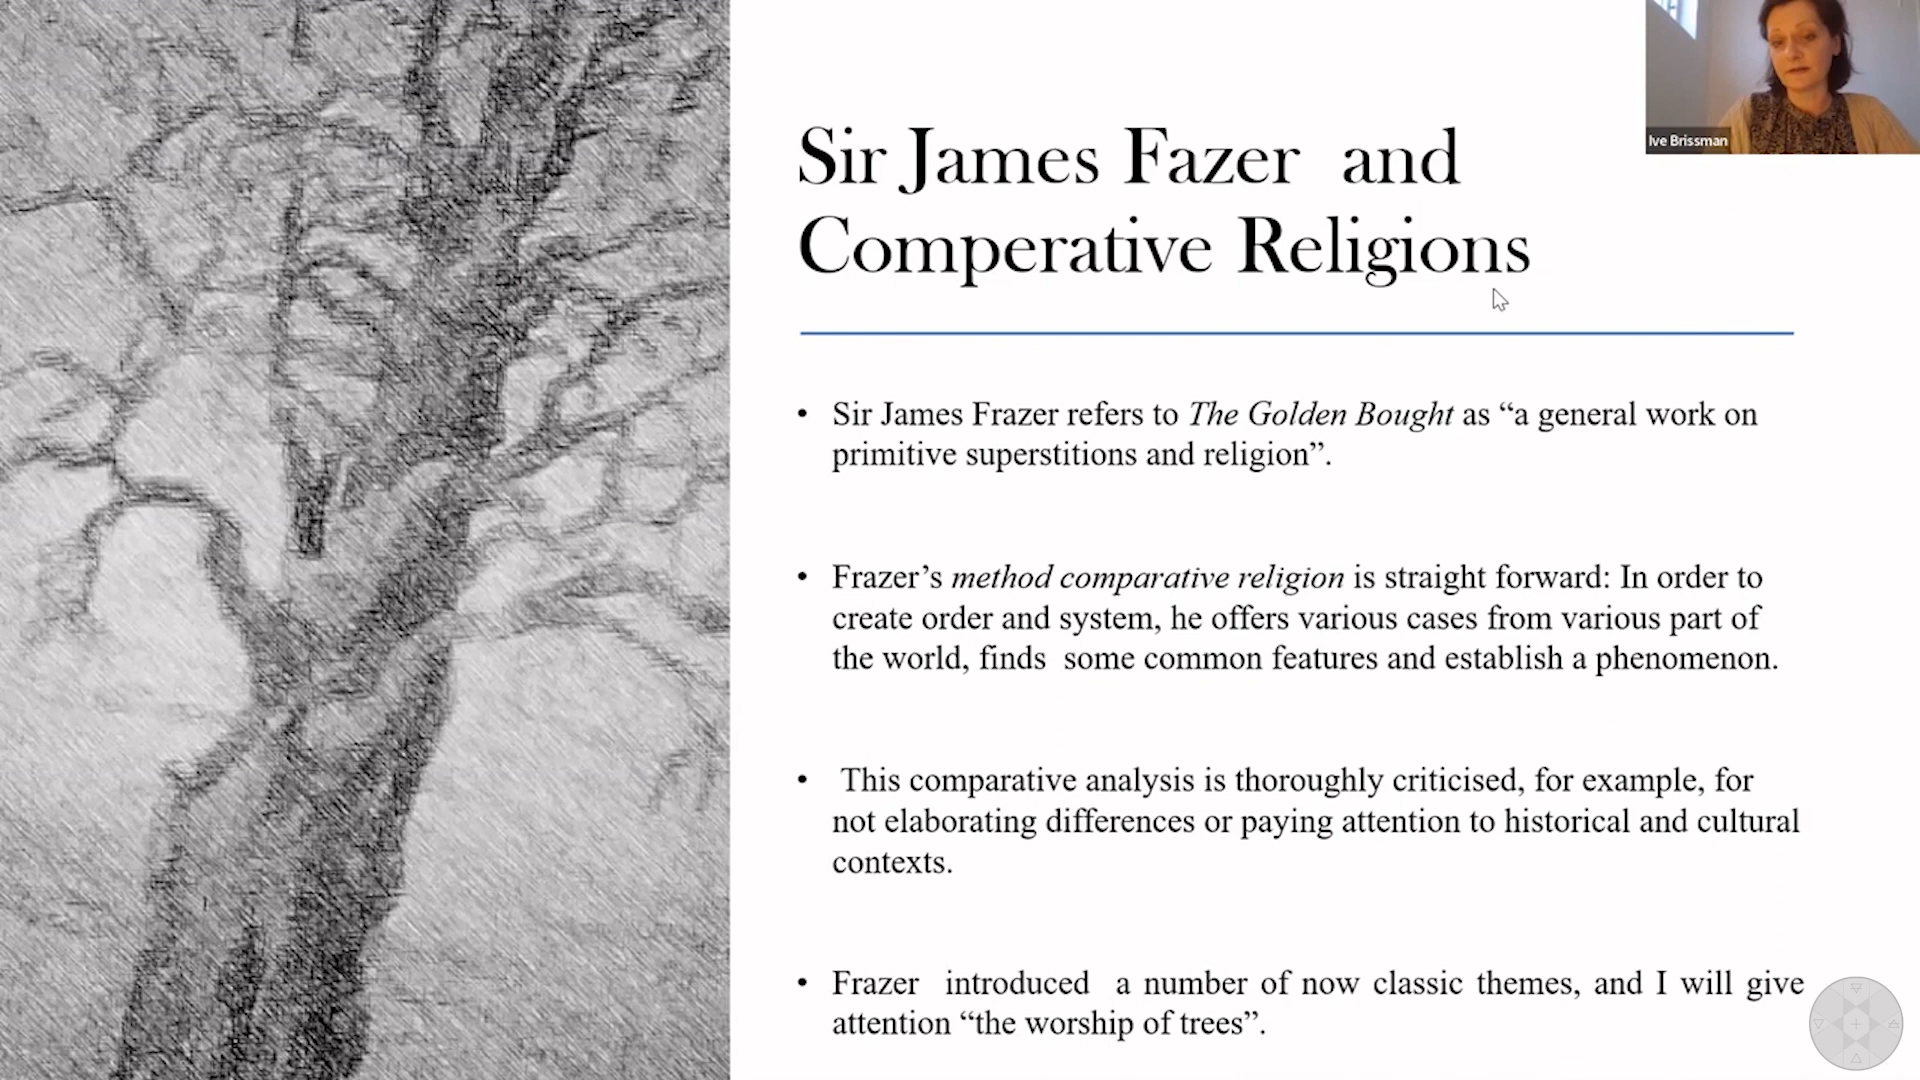 Sir James Fazer and
Comperative Religions
Ive Brissman
• Sir James Frazer refers to The Golden Bought as “a general work on
primitive superstitions and religion”.
• Frazer’s method comparative religion is straight forward: In order to
create order and system, he offers various cases from various part of
the world, finds some common features and establish a phenomenon.
• This comparative analysis is thoroughly criticised, for example, for
not elaborating differences or paying attention to historical and cultural
contexts.
• Frazer introduced a number of now classic themes, and I will give
attention “the worship of trees”.